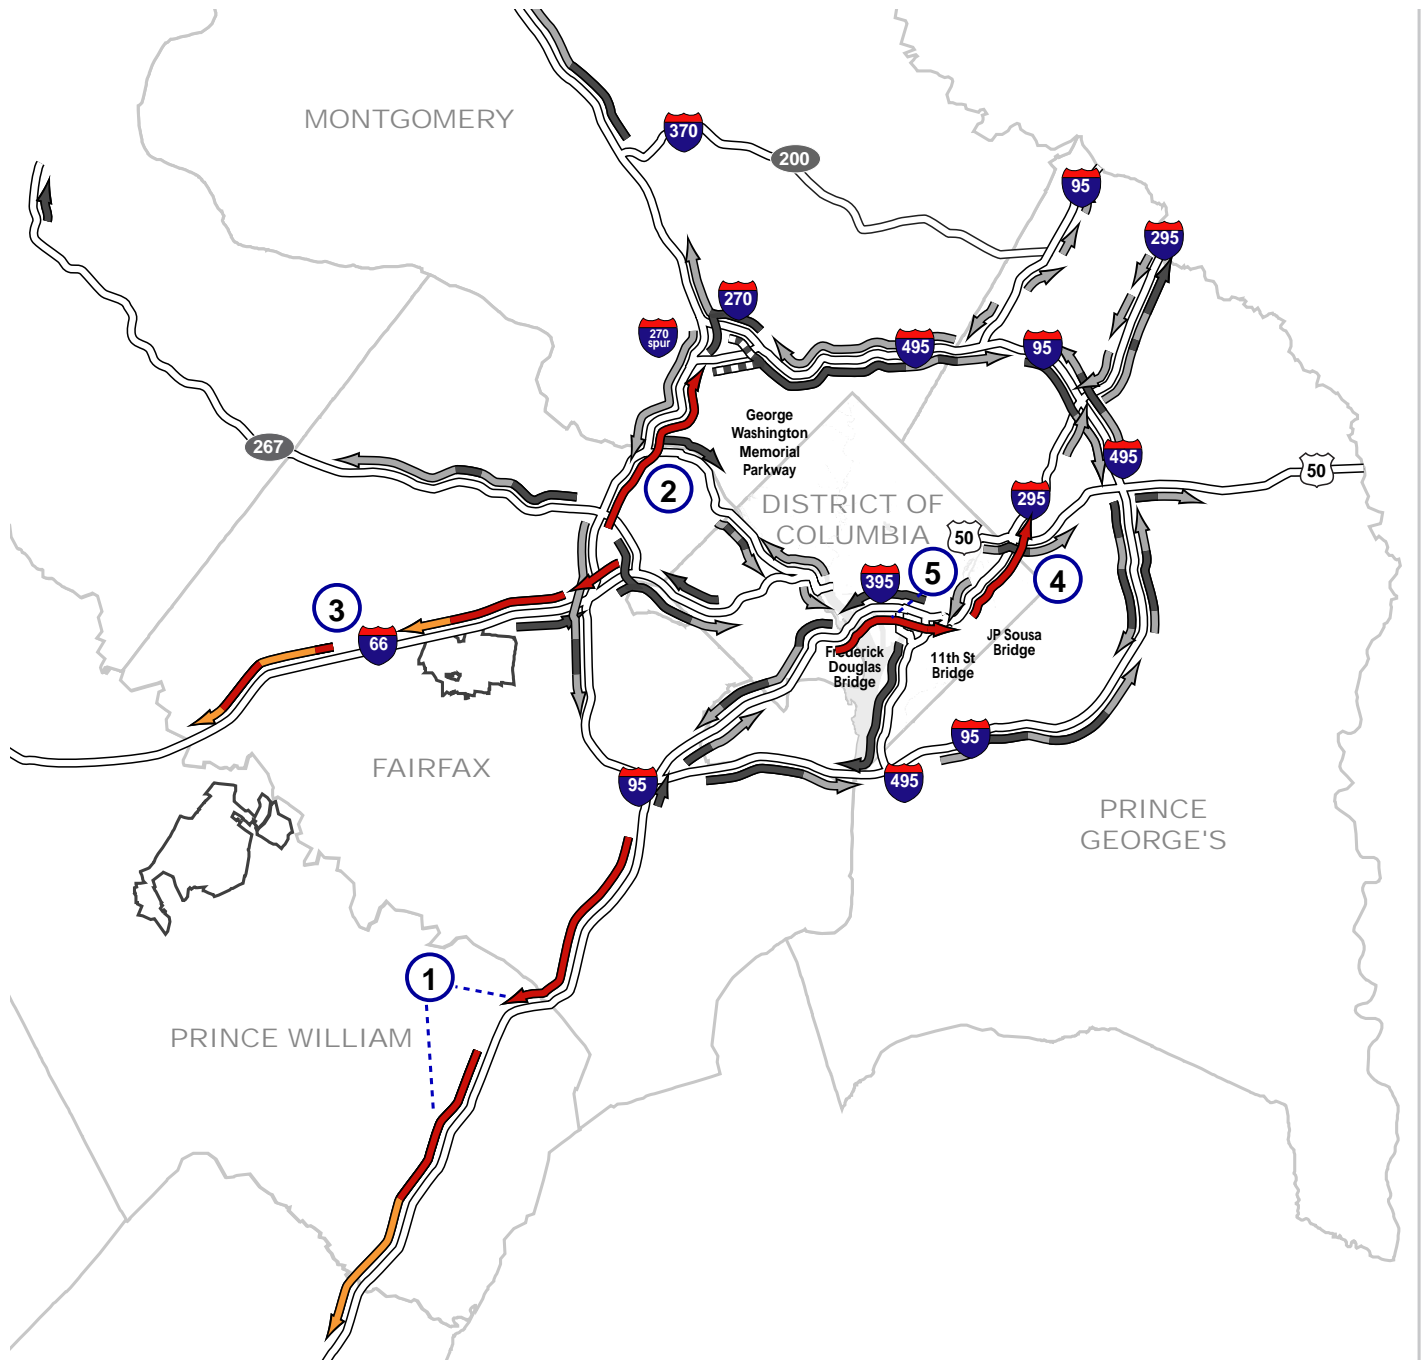 MONTGOMERY
370
200
95
295
270
270
spur
495
95
George
Washington
Memorial
Parkway
267
495
50
2
295
DISTRICT OF
COLUMBIA
50
5
395
4
3
66
JP Sousa
Bridge
Frederick
Douglas
Bridge
11th St
Bridge
95
FAIRFAX
95
495
PRINCE
GEORGE'S
1
PRINCE WILLIAM